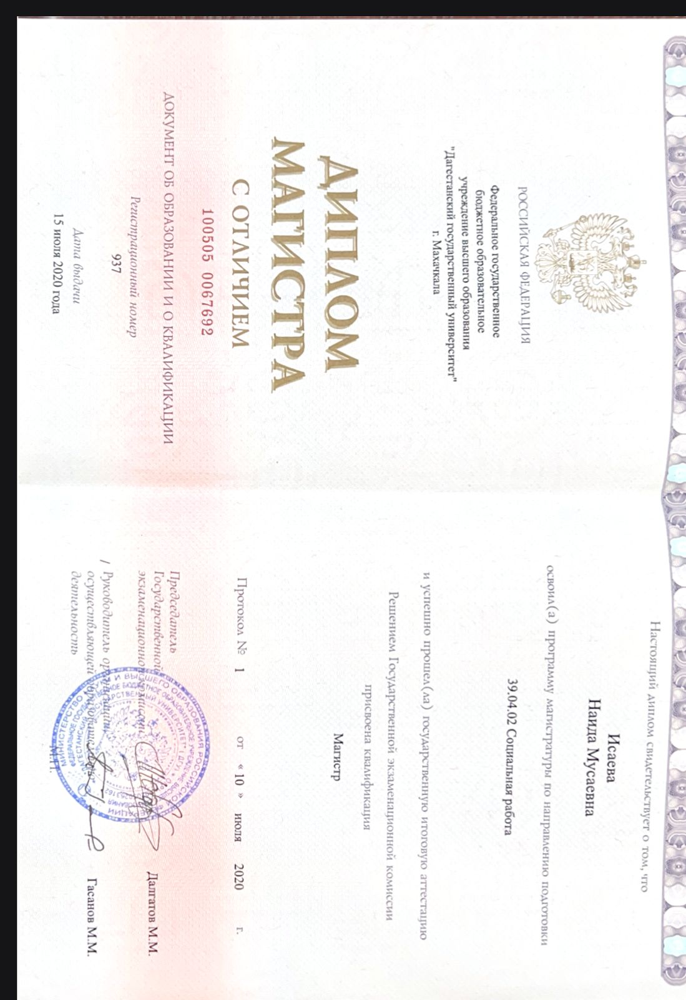 РОССИЙСКАЯ ФЕДЕРАЦИЯ
Федеральное государственное
бюджетное образовательное
учреждение высшего образования
"Дагестанский государственный университет"
г. Махачкала
ДИПЛОМ
МАГИСТРА
С ОТЛИЧИЕМ
100505 0067692
ДОКУМЕНТ ОБ ОБРАЗОВАНИИ И О КВАЛИФИКАЦИИ
Регистрационный номер
937
Дата выдачи
15 июля 2020 года
Настоящий диплом свидетельствует о том, что
Исаева
Наида Мусаевна
освоил(а) программу магистратуры по направлению подготовки
39.04.02 Социальная работа
и успешно прошел(ла) государственную итоговую аттестацию
Решением Государственной экзаменационной комиссии
присвоена квалификация
Магистр
Протокол № 1 от « 10 » июля 2020 г.
Председатель
Государственной
экзаменационной комиссии
Далгатов М.М.
/ Руководитель организации,
осуществляющей образовательную
деятельность
Гасанов М.М.
М.П.